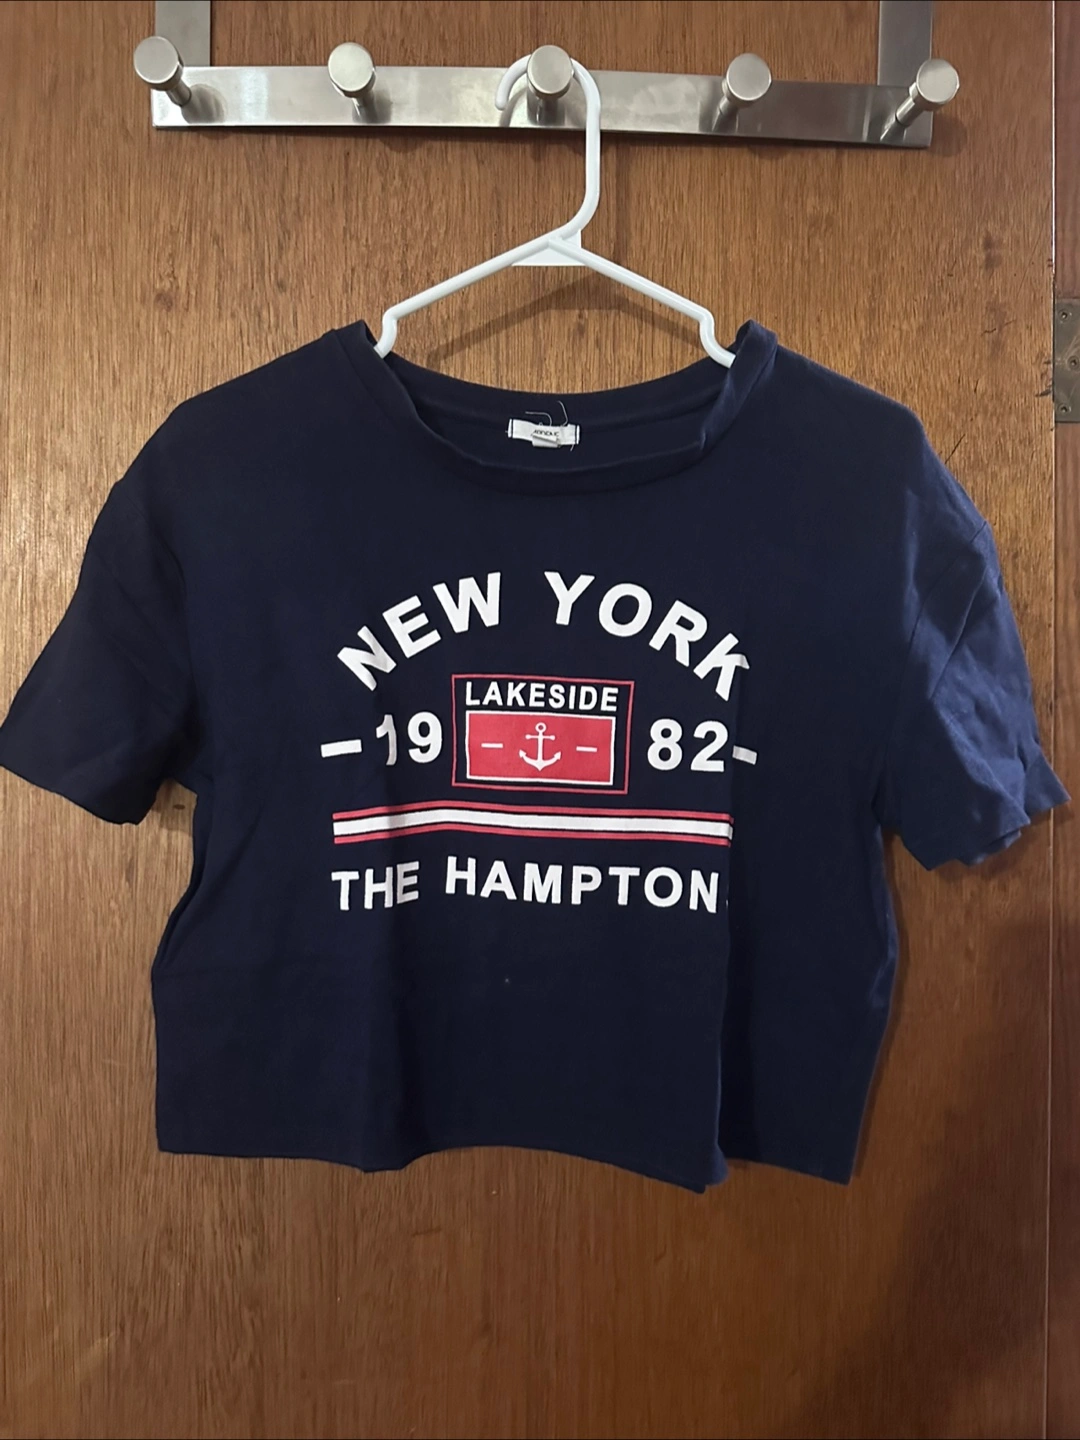 NEW YORK
LAKESIDE
- 19 82 -
THE HAMPTON